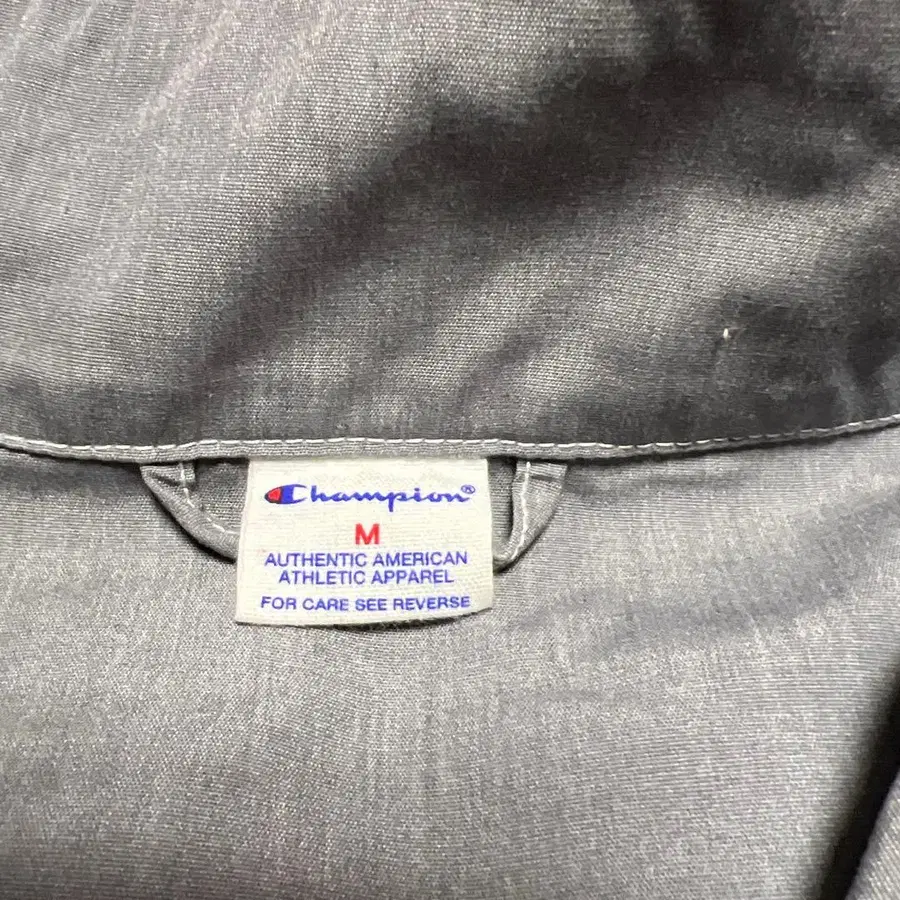 Champion®
M
AUTHENTIC AMERICAN
ATHLETIC APPAREL
FOR CARE SEE REVERSE